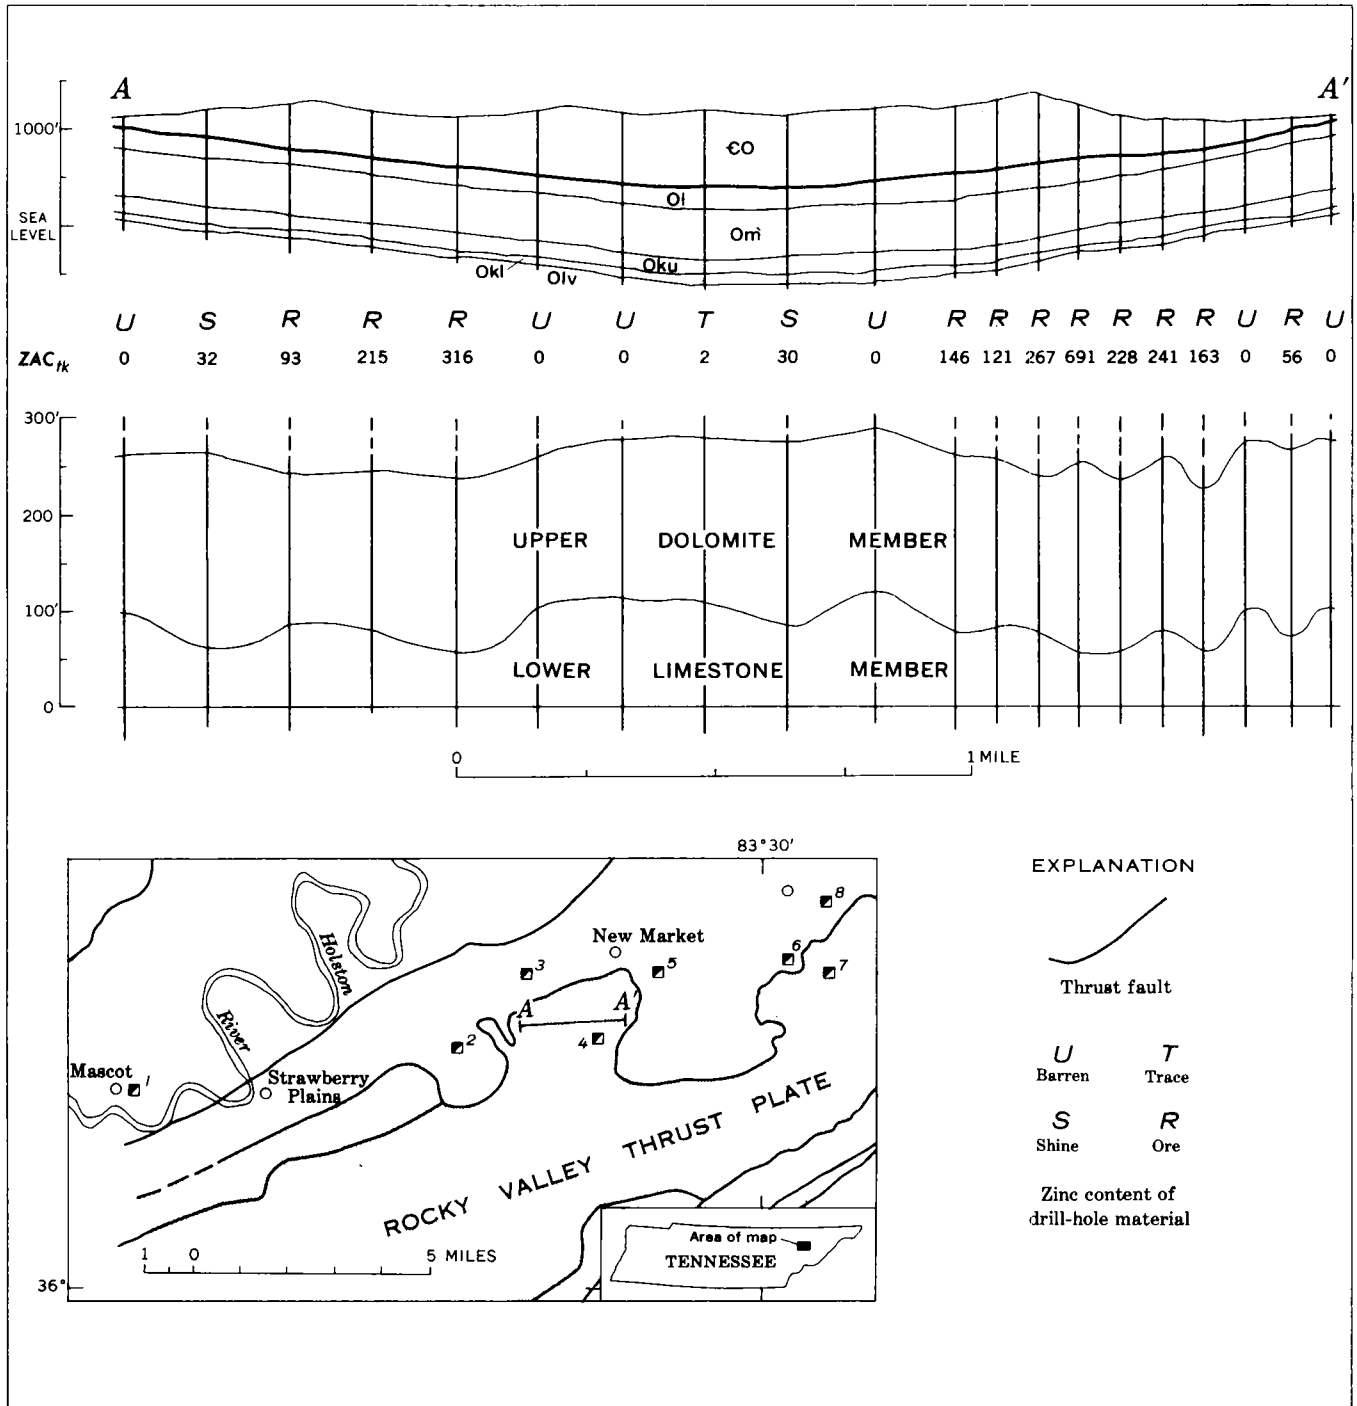 A A'
1000'
ЄO
Ol
SEA
LEVEL
Om
Okl Olv Oku
U S R R R U U T S U R R R R R R R U R U
ZACtk 0 32 93 215 316 0 0 2 30 0 146 121 267 691 228 241 163 0 56 0
300'
200
UPPER DOLOMITE MEMBER
100'
LOWER LIMESTONE MEMBER
0
0 1 MILE
83°30'
EXPLANATION
Thrust fault
U T
Barren Trace
S R
Shine Ore
Zinc content of
drill-hole material
8
Holston
New Market
6
3 5 7
A A'
River
2 4
Mascot 1
Strawberry
Plains
ROCKY VALLEY THRUST PLATE
Area of map
TENNESSEE
1 0 5 MILES
36°